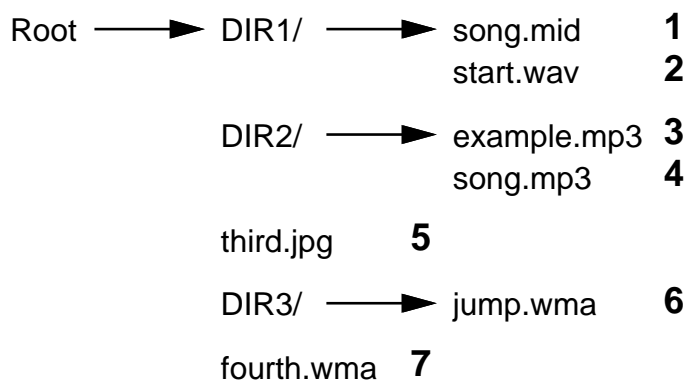 Root DIR1/ song.mid 1
start.wav 2
DIR2/ example.mp3 3
song.mp3 4
third.jpg 5
DIR3/ jump.wma 6
fourth.wma 7